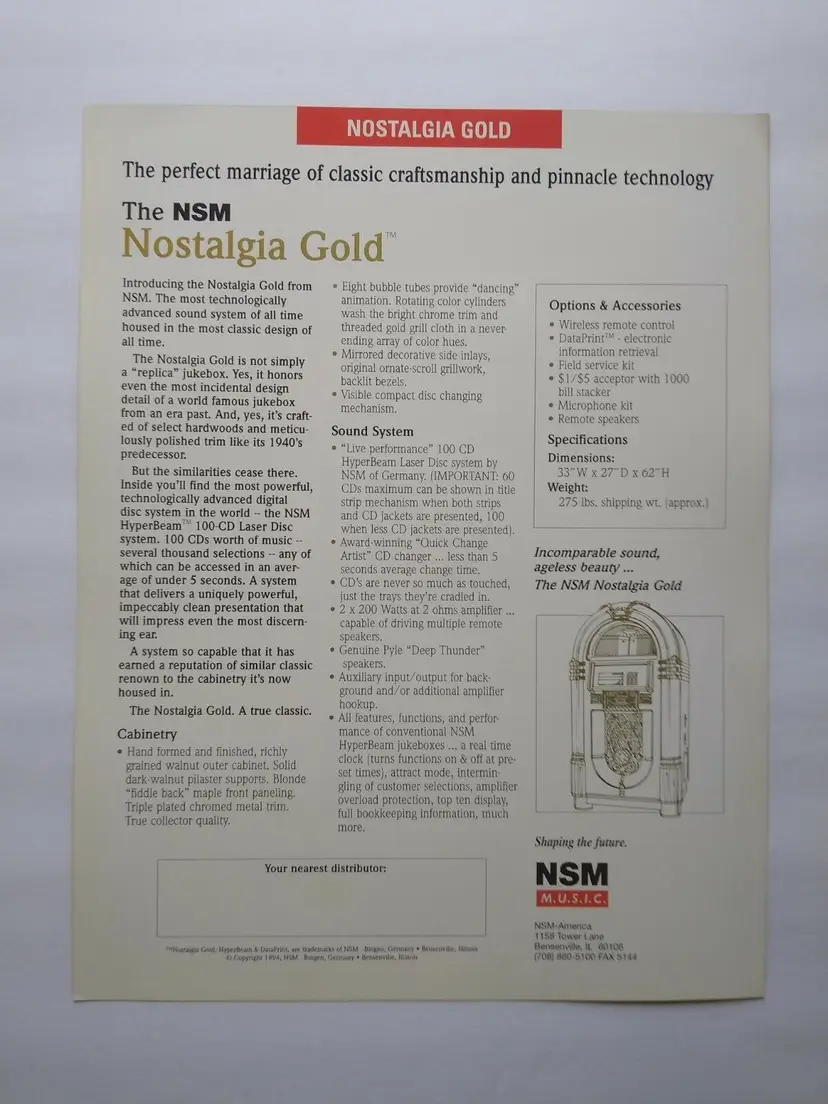 NOSTALGIA GOLD
The perfect marriage of classic craftsmanship and pinnacle technology
The NSM
Nostalgia Gold™
Introducing the Nostalgia Gold from
NSM. The most technologically
advanced sound system of all time
housed in the most classic design of
all time.
The Nostalgia Gold is not simply
a “replica” jukebox. Yes, it honors
even the most incidental design
detail of a world famous jukebox
from an era past. And, yes, it's craft-
ed of select hardwoods and meticu-
lously polished trim like its 1940's
predecessor.
But the similarities cease there.
Inside you'll find the most powerful,
technologically advanced digital
disc system in the world -- the NSM
HyperBeam™ 100-CD Laser Disc
system. 100 CDs worth of music --
several thousand selections -- any of
which can be accessed in an aver-
age of under 5 seconds. A system
that delivers a uniquely powerful,
impeccably clean presentation that
will impress even the most discern-
ing ear.
A system so capable that it has
earned a reputation of similar classic
renown to the cabinetry it's now
housed in.
The Nostalgia Gold. A true classic.
Cabinetry
• Hand formed and finished, richly
grained walnut outer cabinet. Solid
dark-walnut pilaster supports. Blonde
“fiddle back” maple front paneling.
Triple plated chromed metal trim.
True collector quality.
• Eight bubble tubes provide “dancing”
animation. Rotating color cylinders
wash the bright chrome trim and
threaded gold grill cloth in a never-
ending array of color hues.
• Mirrored decorative side inlays,
original ornate-scroll grillwork,
backlit bezels.
• Visible compact disc changing
mechanism.
Sound System
• “Live performance” 100 CD
HyperBeam Laser Disc system by
NSM of Germany. (IMPORTANT: 60
CDs maximum can be shown in title
strip mechanism when both strips
and CD jackets are presented, 100
when less CD jackets are presented).
• Award-winning “Quick Change
Artist” CD changer ... less than 5
seconds average change time.
• CD's are never so much as touched,
just the trays they're cradled in.
• 2 x 200 Watts at 2 ohms amplifier ...
capable of driving multiple remote
speakers.
• Genuine Pyle “Deep Thunder”
speakers.
• Auxiliary input/output for back-
ground and/or additional amplifier
hookup.
• All features, functions, and perfor-
mance of conventional NSM
HyperBeam jukeboxes ... a real time
clock (turns functions on & off at pre-
set times), attract mode, intermin-
gling of customer selections, amplifier
overload protection, top ten display,
full bookkeeping information, much
more.
Options & Accessories
• Wireless remote control
• DataPrint™ - electronic
information retrieval
• Field service kit
• $1/$5 acceptor with 1000
bill stacker
• Microphone kit
• Remote speakers
Specifications
Dimensions:
33"W x 27"D x 62"H
Weight:
275 lbs. shipping wt. (approx.)
Incomparable sound,
ageless beauty ...
The NSM Nostalgia Gold
Shaping the future.
NSM
M.U.S.I.C.
NSM-America
1158 Tower Lane
Bensenville, IL 60106
(708) 860-5100 FAX 5144
Your nearest distributor:
™Nostalgia Gold, HyperBeam & DataPrint, are trademarks of NSM Bingen, Germany • Bensenville, Illinois
© Copyright 1994, NSM Bingen, Germany • Bensenville, Illinois